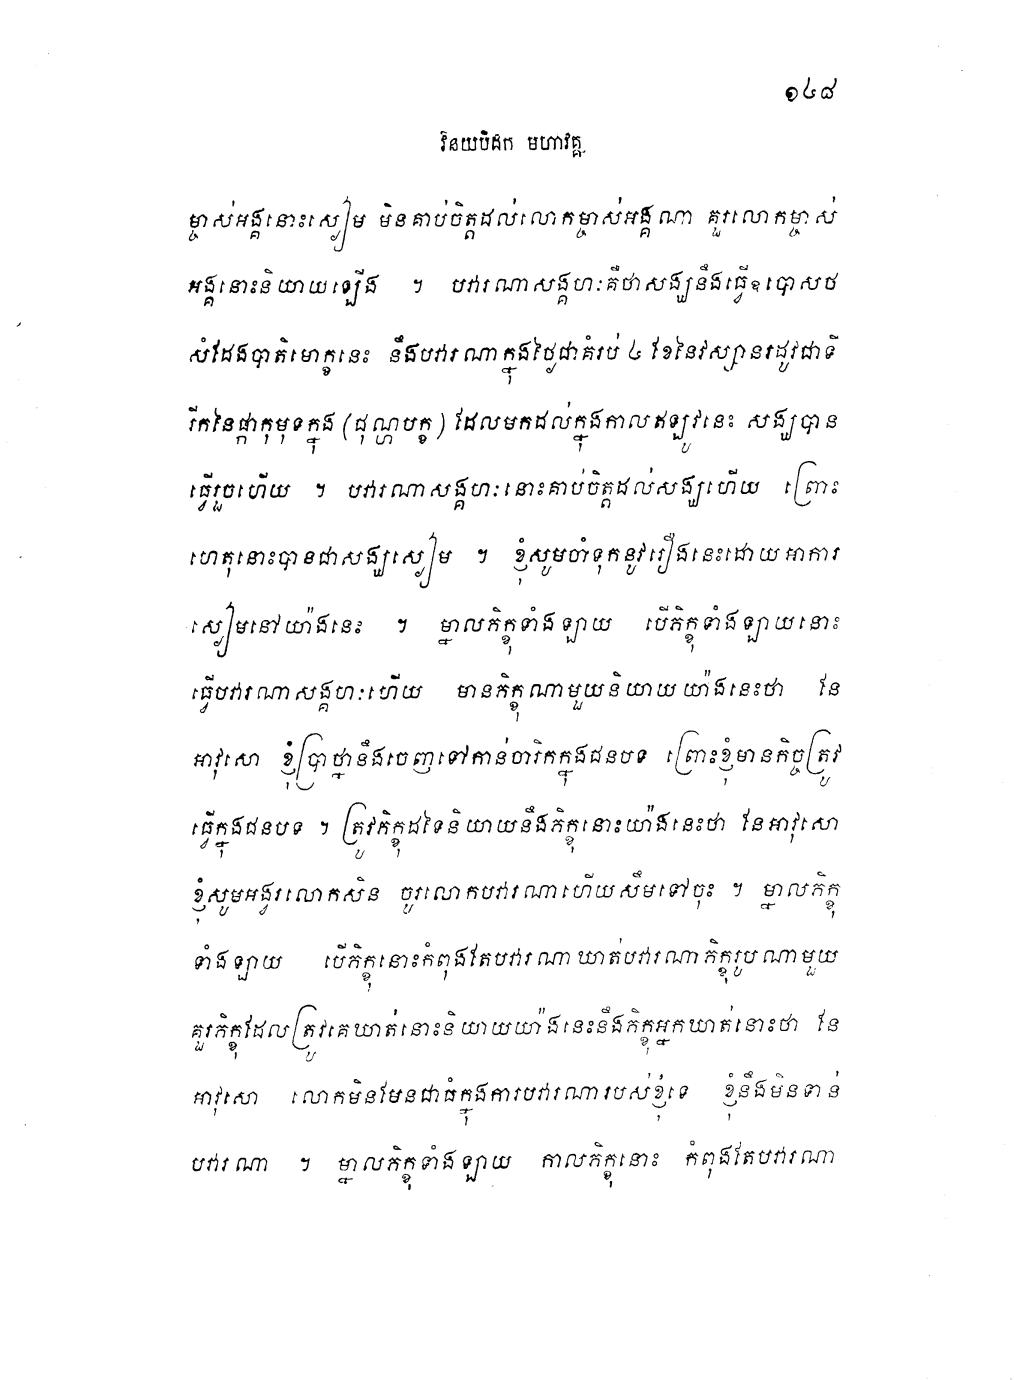 ១៤៨
វិនយបិដក មហាវគ្គ
ម្ចាស់អង្គនោះស្ងៀម មិនគាប់ចិត្តដល់លោកម្ចាស់អង្គណា គួរលោកម្ចាស់
អង្គនោះនិយាយឡើង ។ បវារណាសង្គហៈគឺថាសង្ឃនឹងធ្វើឧបោសថ
សំដែងបាតិមោក្ខនេះ នឹងបវារណាក្នុងថ្ងៃជាគំរប់ ៤ ខែនៃវស្សានរដូវជាទី
រីកនៃផ្កាកុមុទក្នុង (ជុណ្ហបក្ខ) ដែលមកដល់ក្នុងកាលឥឡូវនេះ សង្ឃបាន
ធ្វើរួចហើយ ។ បវារណាសង្គហៈនោះគាប់ចិត្តដល់សង្ឃហើយ ព្រោះ
ហេតុនោះបានជាសង្ឃស្ងៀម ។ ខ្ញុំសូមចាំទុកនូវរឿងនេះដោយអាការ
ស្ងៀមនៅយ៉ាងនេះ ។ ម្នាលភិក្ខុទាំងឡាយ បើភិក្ខុទាំងឡាយនោះ
ធ្វើបវារណាសង្គហៈហើយ មានភិក្ខុណាមួយនិយាយយ៉ាងនេះថា នែ
អាវុសោ ខ្ញុំប្រាថ្នានឹងចេញទៅកាន់ចារិកក្នុងជនបទ ព្រោះខ្ញុំមានកិច្ចត្រូវ
ធ្វើក្នុងជនបទ ។ ត្រូវភិក្ខុដទៃនិយាយនឹងភិក្ខុនោះយ៉ាងនេះថា នែអាវុសោ
ខ្ញុំសូមអង្វរលោកសិន ចូរលោកបវារណាហើយសឹមទៅចុះ ។ ម្នាលភិក្ខុ
ទាំងឡាយ បើភិក្ខុនោះកំពុងតែបវារណា ឃាត់បវារណាភិក្ខុរូបណាមួយ
គួរភិក្ខុដែលត្រូវគេឃាត់នោះនិយាយយ៉ាងនេះនឹងភិក្ខុអ្នកឃាត់នោះថា នែ
អាវុសោ លោកមិនមែនជាធំក្នុងការបវារណារបស់ខ្ញុំទេ ខ្ញុំនឹងមិនទាន់
បវារណា ។ ម្នាលភិក្ខុទាំងឡាយ កាលភិក្ខុនោះ កំពុងតែបវារណា